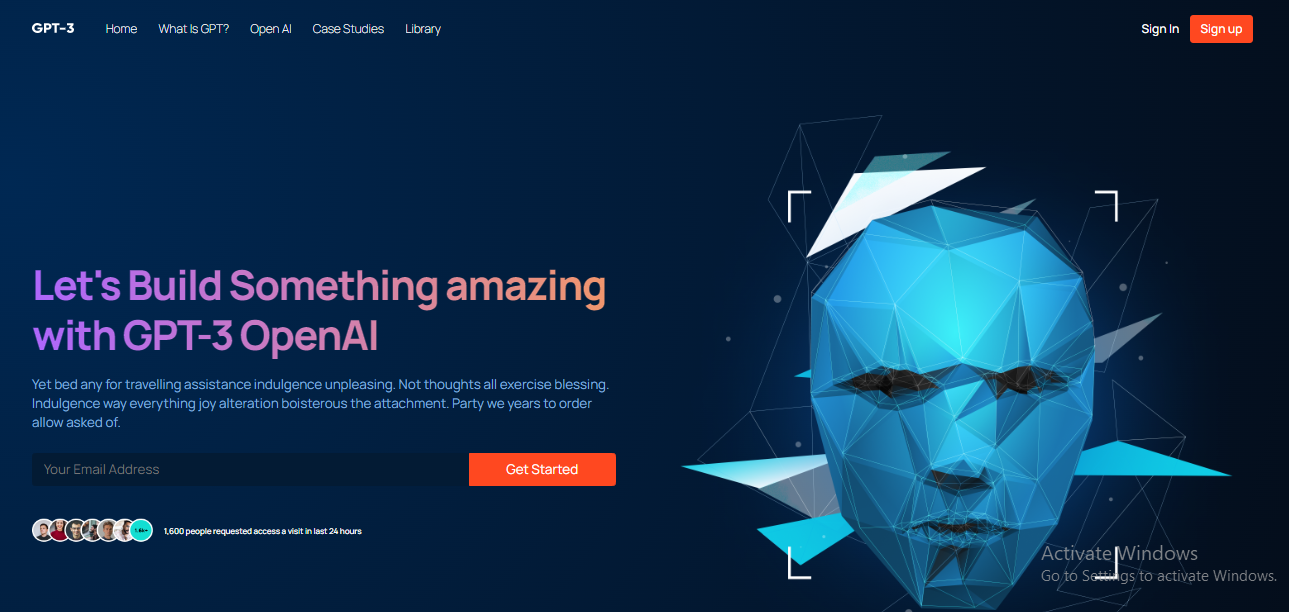 GPT-3 Home What Is GPT? Open AI Case Studies Library Sign In Sign up
Let's Build Something amazing
with GPT-3 OpenAI
Yet bed any for travelling assistance indulgence unpleasing. Not thoughts all exercise blessing.
Indulgence way everything joy alteration boisterous the attachment. Party we years to order
allow asked of.
Your Email Address Get Started
1,600 people requested access a visit in last 24 hours
Activate Windows
Go to Settings to activate Windows.